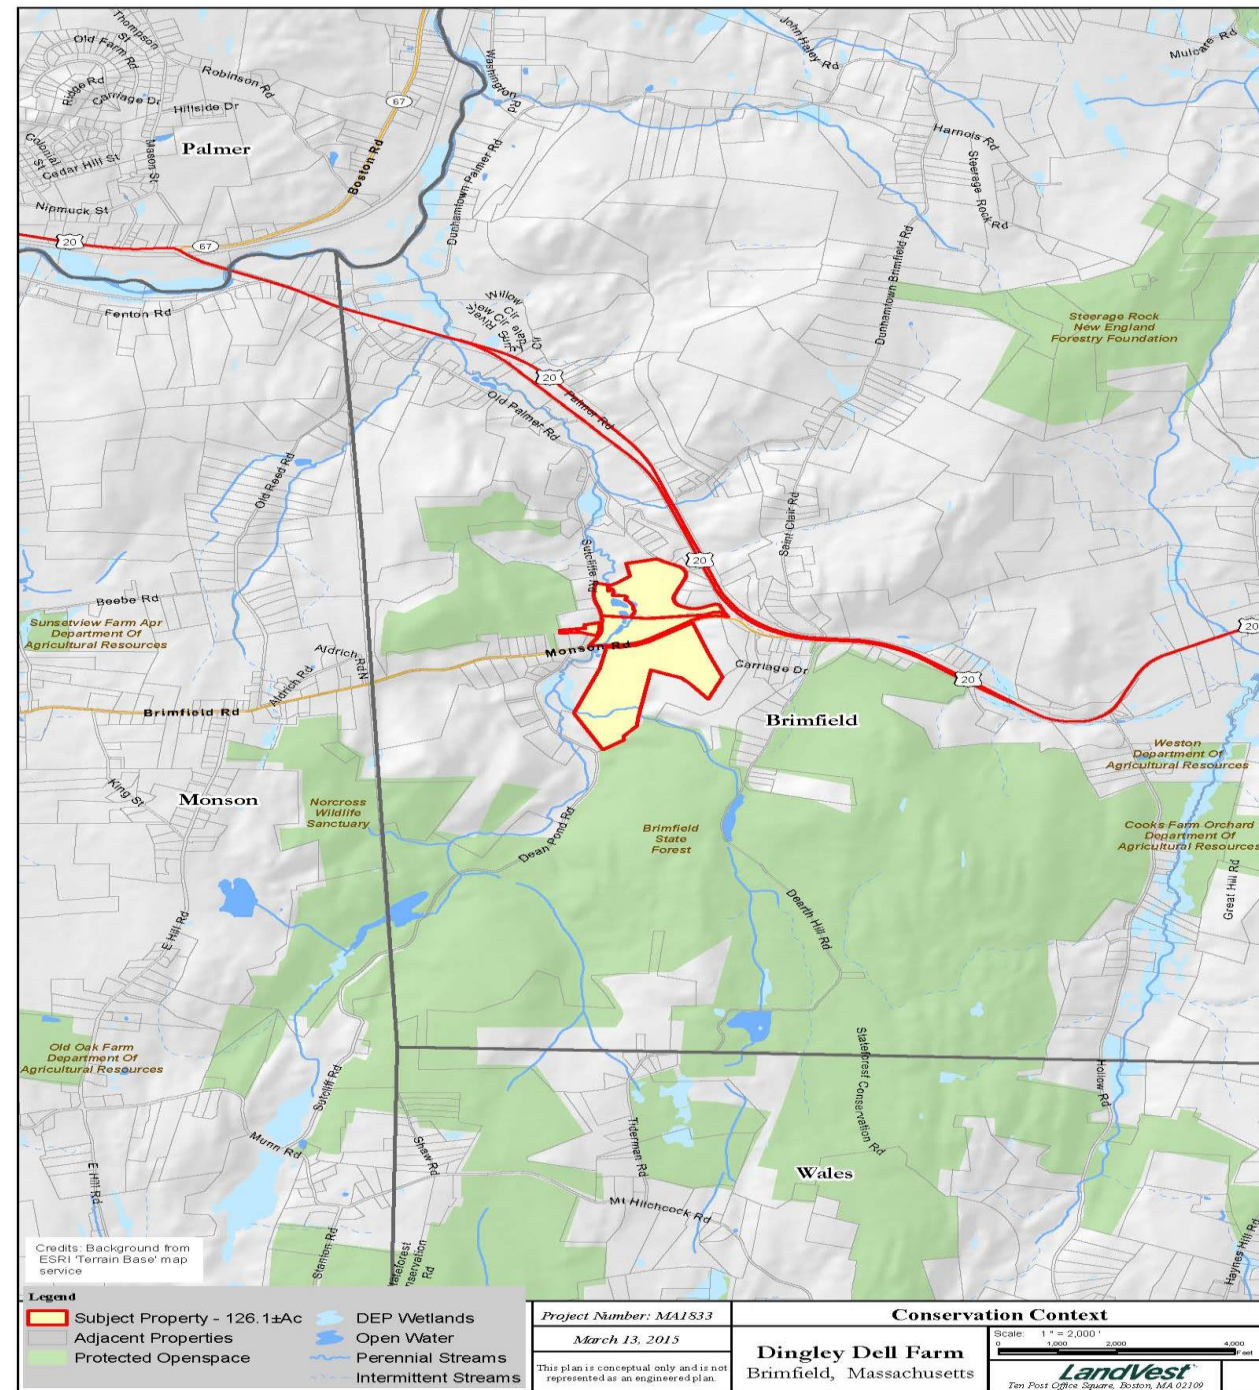 Thompson
St
Old Farm Rd
Robinson Rd
Ridge Rd
Carriage Dr
Hillside Dr
Colonial
St
Cedar Hill St
Mason St
Palmer
Nipmuck St
20
67
67
Boston Rd
Washington
Rd
John Haley Rd
Mulcare Rd
Harnois Rd
Steerage Rock
Rd
Dunhamtown Palmer Rd
Dunhamtown Brimfield Rd
Fenton Rd
Willow
Cir
20
Palmer Rd
Old Palmer Rd
Steerage Rock
New England
Forestry Foundation
Old Reed Rd
Saint Clair Rd
Sutcliffe Rd
20
Beebe Rd
Sunsetview Farm Apr
Department Of
Agricultural Resources
Aldrich Rd N
Aldrich Rd
Monson Rd
Brimfield Rd
Carriage Dr
20
20
Brimfield
Weston
Department Of
Agricultural Resources
King St
Monson
Norcross
Wildlife
Sanctuary
Brimfield
State
Forest
Dean Pond Rd
Cooks Farm Orchard
Department Of
Agricultural Resources
Great Hill Rd
E Hill Rd
Dearth Hill Rd
Old Oak Farm
Department Of
Agricultural Resources
Stateforest Conservation Rd
Hollow Rd
Sutcliff Rd
Munn Rd
Shaw Rd
Tiderman Rd
Wales
E Hill Rd
Mt Hitchcock Rd
Stanton Rd
Haynes Hill Rd
Credits: Background from
ESRI 'Terrain Base' map
service
Legend
Subject Property - 126.1±Ac
Adjacent Properties
Protected Openspace
DEP Wetlands
Open Water
Perennial Streams
Intermittent Streams
Project Number: MA1833
March 13, 2015
This plan is conceptual only and is not
represented as an engineered plan.
Conservation Context
Dingley Dell Farm
Brimfield, Massachusetts
Scale: 1 " = 2,000 '
0 1,000 2,000 4,000
Feet
LandVest
Ten Post Office Square, Boston, MA 02109